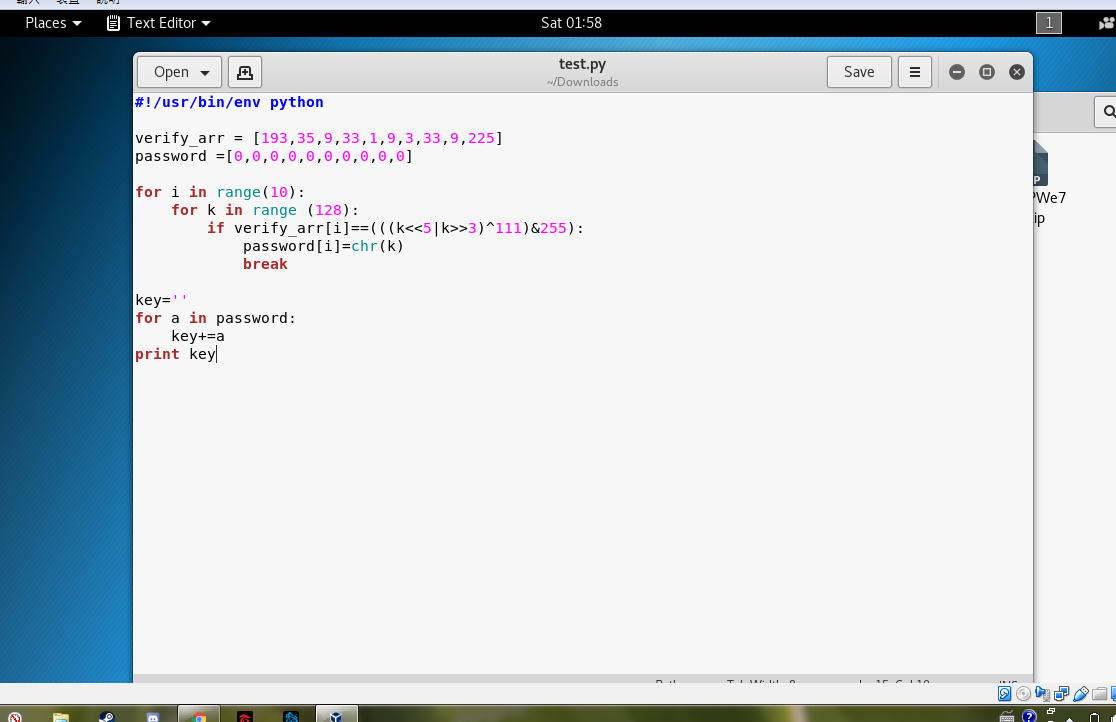 Places Text Editor Sat 01:58 1
Open test.py Save
~/Downloads
#!/usr/bin/env python
verify_arr = [193,35,9,33,1,9,3,33,9,225]
password =[0,0,0,0,0,0,0,0,0,0]
for i in range(10):
for k in range (128):
if verify_arr[i]==(((k<<5|k>>3)^111)&255):
password[i]=chr(k)
break
key=''
for a in password:
key+=a
print key
P
PWe7
ip